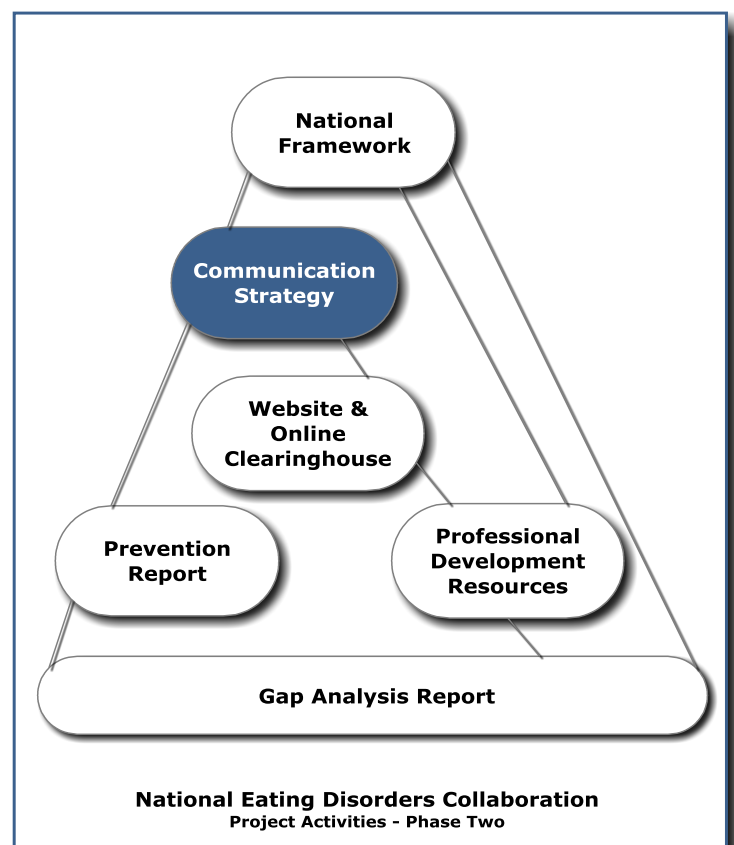 National
Framework
Communication
Strategy
Website &
Online
Clearinghouse
Prevention
Report
Professional
Development
Resources
Gap Analysis Report
National Eating Disorders Collaboration
Project Activities - Phase Two